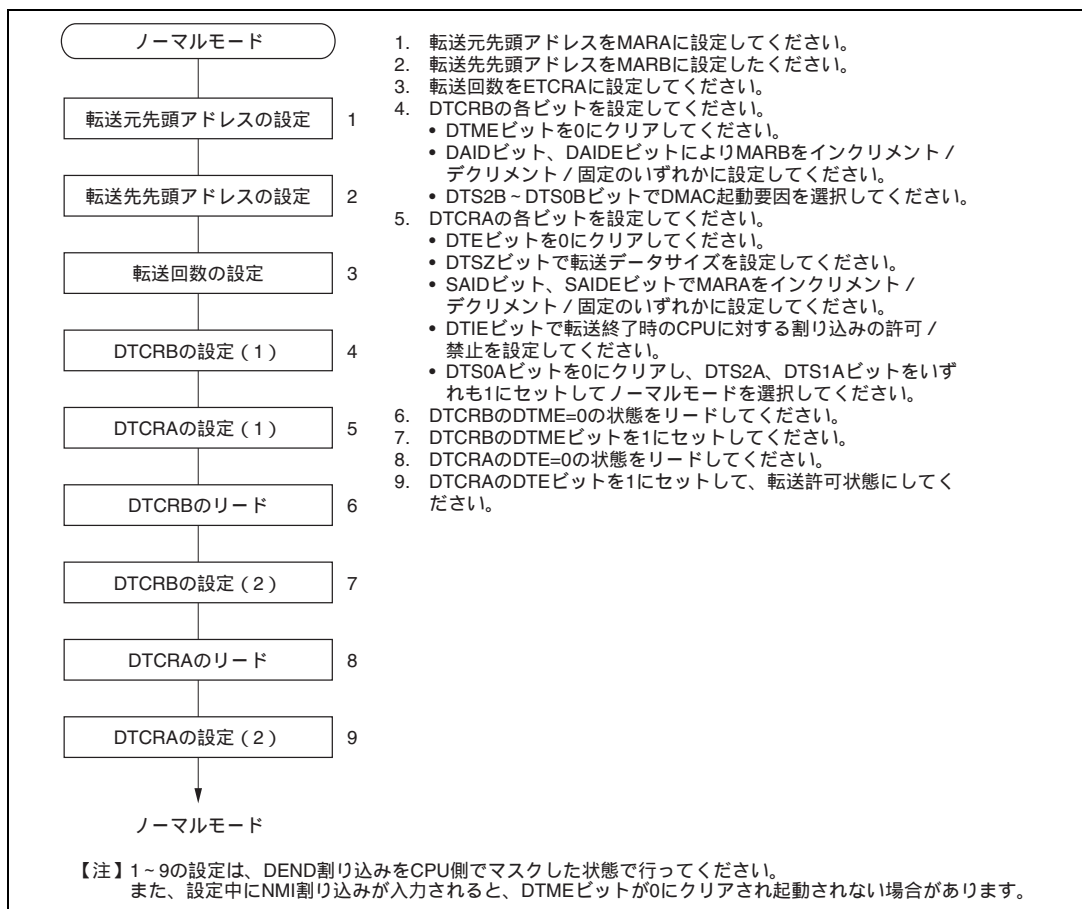 ノーマルモード
転送元先頭アドレスの設定 1
転送先先頭アドレスの設定 2
転送回数の設定 3
DTCRBの設定（1） 4
DTCRAの設定（1） 5
DTCRBのリード 6
DTCRBの設定（2） 7
DTCRAのリード 8
DTCRAの設定（2） 9
ノーマルモード
1. 転送元先頭アドレスをMARAに設定してください。
2. 転送先先頭アドレスをMARBに設定したください。
3. 転送回数をETCRAに設定してください。
4. DTCRBの各ビットを設定してください。
• DTMEビットを0にクリアしてください。
• DAIDビット、DAIDEビットによりMARBをインクリメント／
デクリメント／固定のいずれかに設定してください。
• DTS2B～DTS0BビットでDMAC起動要因を選択してください。
5. DTCRAの各ビットを設定してください。
• DTEビットを0にクリアしてください。
• DTSZビットで転送データサイズを設定してください。
• SAIDビット、SAIDEビットでMARAをインクリメント／
デクリメント／固定のいずれかに設定してください。
• DTIEビットで転送終了時のCPUに対する割り込みの許可／
禁止を設定してください。
• DTS0Aビットを0にクリアし、DTS2A、DTS1Aビットをいず
れも1にセットしてノーマルモードを選択してください。
6. DTCRBのDTME=0の状態をリードしてください。
7. DTCRBのDTMEビットを1にセットしてください。
8. DTCRAのDTE=0の状態をリードしてください。
9. DTCRAのDTEビットを1にセットして、転送許可状態にしてく
ださい。
【注】1～9の設定は、DEND割り込みをCPU側でマスクした状態で行ってください。
また、設定中にNMI割り込みが入力されると、DTMEビットが0にクリアされ起動されない場合があります。